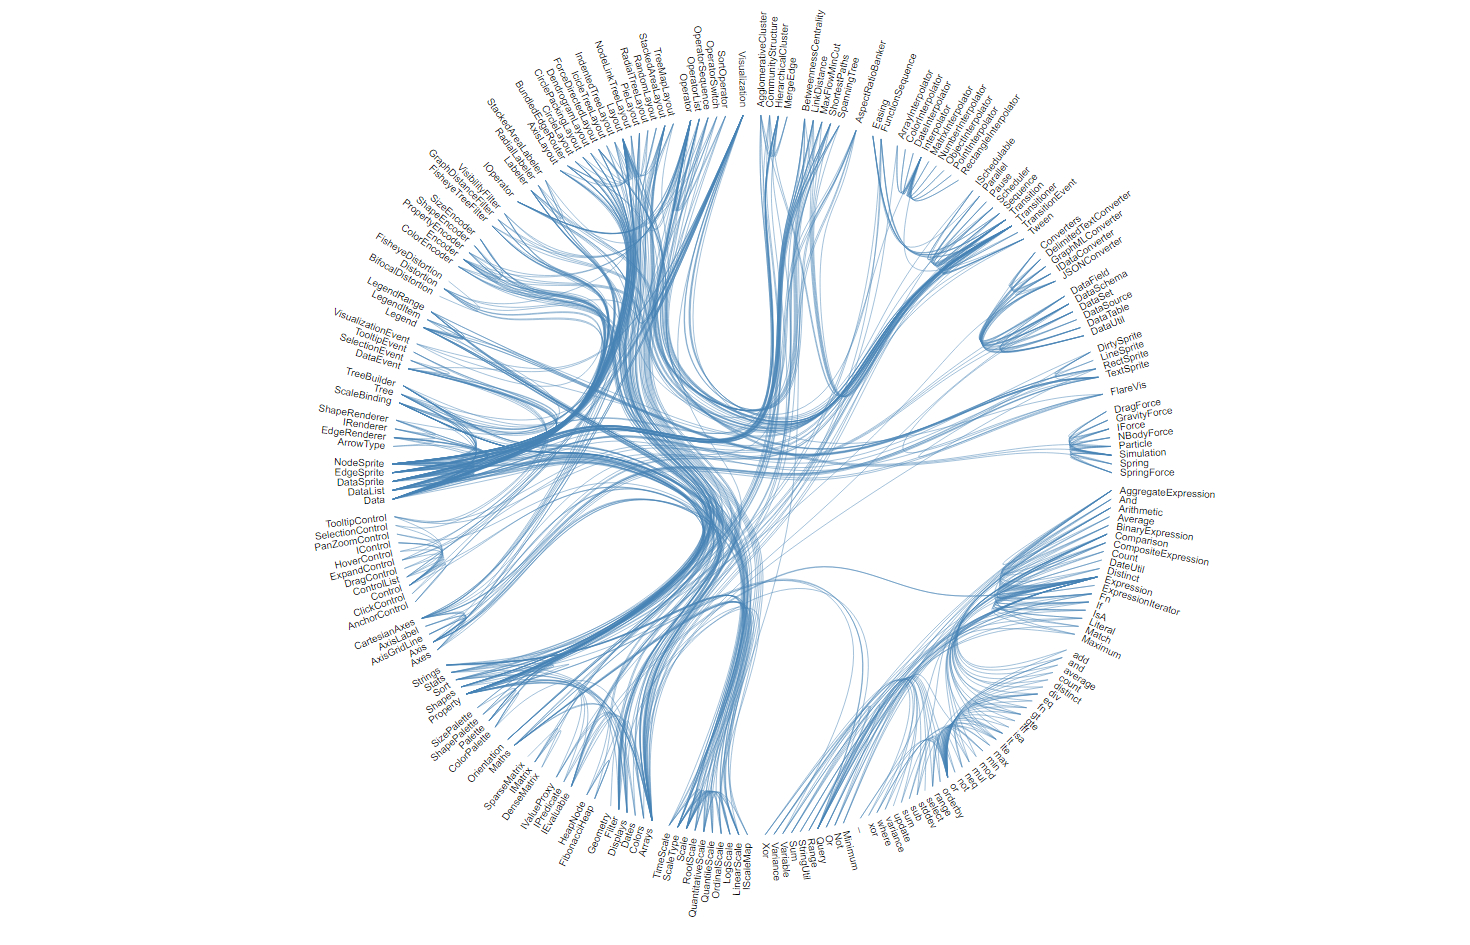 Visualization
AgglomerativeCluster
CommunityStructure
HierarchicalCluster
MergeEdge
BetweennessCentrality
LinkDistance
MaxFlowMinCut
ShortestPaths
SpanningTree
AspectRatioBanker
Easing
FunctionSequence
ArrayInterpolator
ColorInterpolator
DateInterpolator
Interpolator
MatrixInterpolator
NumberInterpolator
ObjectInterpolator
PointInterpolator
RectangleInterpolator
ISchedulable
Parallel
Pause
Scheduler
Sequence
Transition
Transitioner
TransitionEvent
Tween
Converters
DelimitedTextConverter
GraphMLConverter
IDataConverter
JSONConverter
DataField
DataSchema
DataSet
DataSource
DataTable
DataUtil
DirtySprite
LineSprite
RectSprite
TextSprite
FlareVis
DragForce
GravityForce
IForce
NBodyForce
Particle
Simulation
Spring
SpringForce
AggregateExpression
And
Arithmetic
Average
BinaryExpression
Comparison
CompositeExpression
Count
DateUtil
Distinct
Expression
ExpressionIterator
Fn
If
IsA
Literal
Match
Maximum
add
and
average
count
distinct
div
eq
fn
gt
gte
iff
isa
lt
lte
max
min
mod
mul
neq
not
or
orderby
range
select
stddev
sub
sum
update
variance
where
xor
_
Minimum
Not
Or
Query
Range
StringUtil
Sum
Variable
Variance
Xor
IScaleMap
LinearScale
LogScale
OrdinalScale
QuantileScale
QuantitativeScale
RootScale
Scale
ScaleType
TimeScale
Arrays
Colors
Dates
Displays
Filter
Geometry
FibonacciHeap
HeapNode
IEvaluable
IPredicate
IValueProxy
DenseMatrix
IMatrix
SparseMatrix
Maths
Orientation
ColorPalette
Palette
ShapePalette
SizePalette
Property
Shapes
Sort
Stats
Strings
Axes
Axis
AxisGridLine
AxisLabel
CartesianAxes
AnchorControl
ClickControl
Control
ControlList
DragControl
ExpandControl
HoverControl
IControl
PanZoomControl
SelectionControl
TooltipControl
Data
DataList
DataSprite
EdgeSprite
NodeSprite
ArrowType
EdgeRenderer
IRenderer
ShapeRenderer
ScaleBinding
Tree
TreeBuilder
DataEvent
SelectionEvent
TooltipEvent
VisualizationEvent
Legend
LegendItem
LegendRange
BifocalDistortion
Distortion
FisheyeDistortion
ColorEncoder
Encoder
PropertyEncoder
ShapeEncoder
SizeEncoder
FisheyeTreeFilter
GraphDistanceFilter
VisibilityFilter
IOperator
Labeler
RadialLabeler
StackedAreaLabeler
AxisLayout
BundledEdgeRouter
CircleLayout
CirclePackingLayout
DendrogramLayout
ForceDirectedLayout
IcicleTreeLayout
IndentedTreeLayout
Layout
NodeLinkTreeLayout
PieLayout
RadialTreeLayout
RandomLayout
StackedAreaLayout
TreeMapLayout
Operator
OperatorList
OperatorSequence
OperatorSwitch
SortOperator